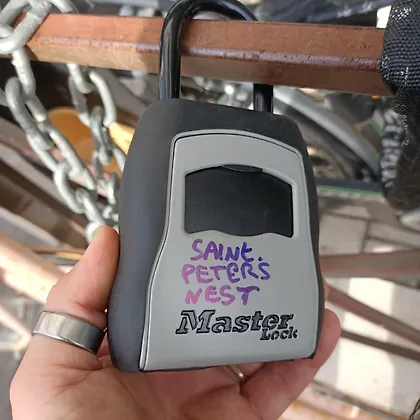 SAINT.
PETER'S
NEST
Master
Lock